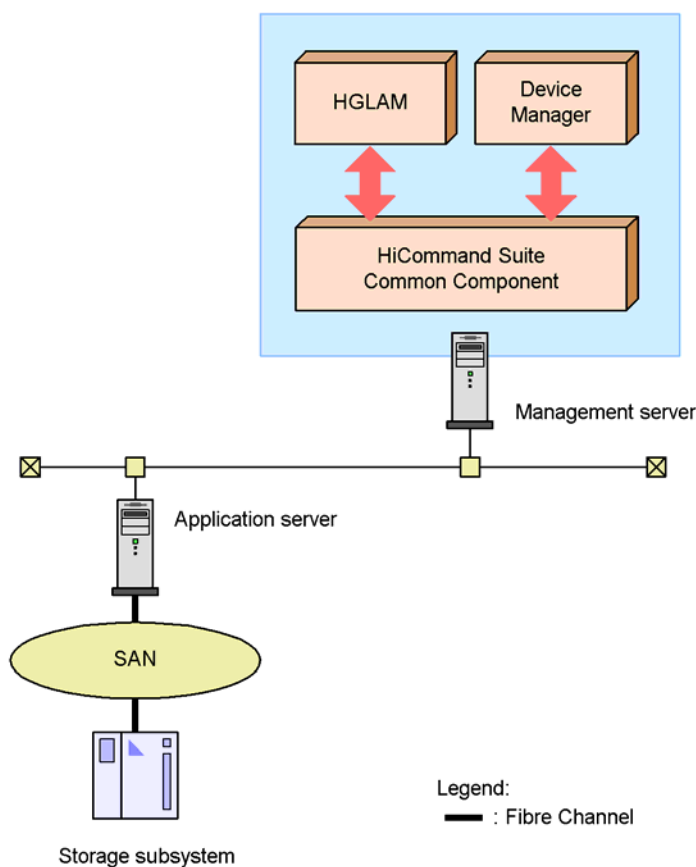 HGLAM
Device
Manager
HiCommand Suite
Common Component
Management server
Application server
SAN
Legend:
: Fibre Channel
Storage subsystem